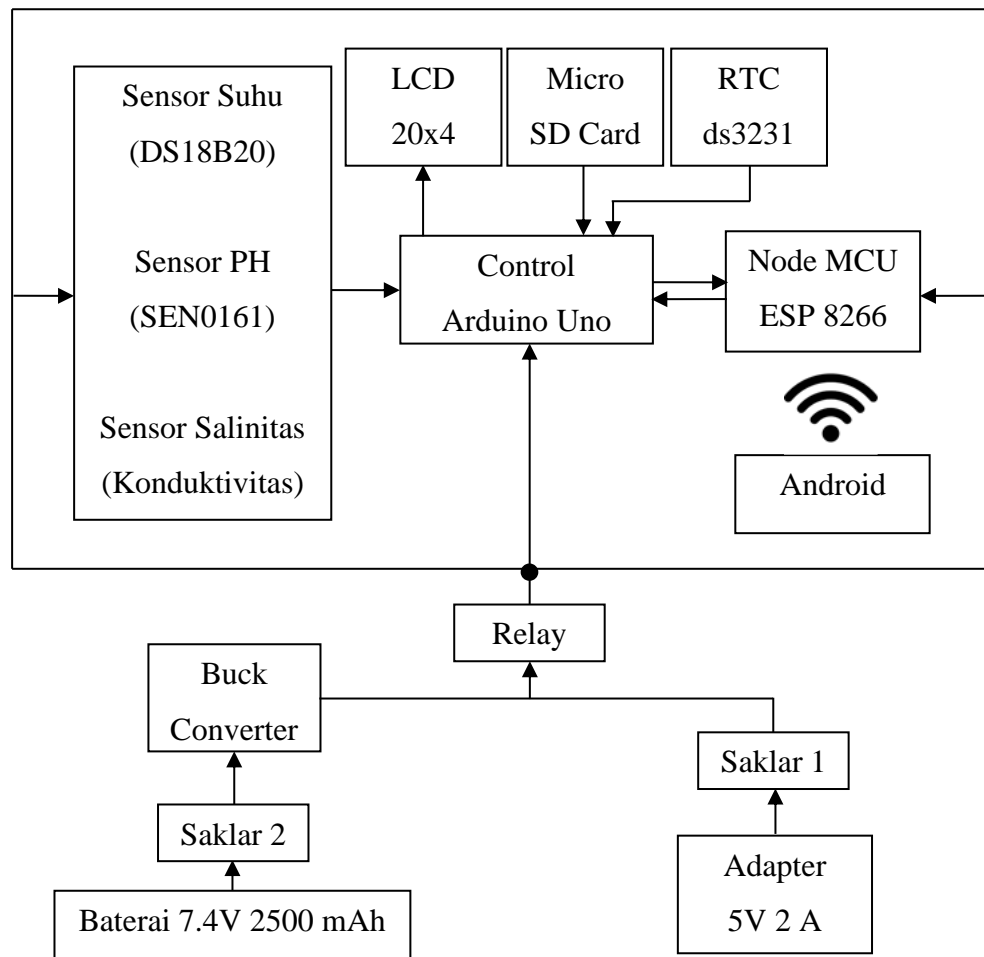 Sensor Suhu
(DS18B20)
Sensor PH
(SEN0161)
Sensor Salinitas
(Konduktivitas)
LCD
20x4
Micro
SD Card
RTC
ds3231
Control
Arduino Uno
Node MCU
ESP 8266
Android
Relay
Buck
Converter
Saklar 1
Saklar 2
Adapter
5V 2 A
Baterai 7.4V 2500 mAh